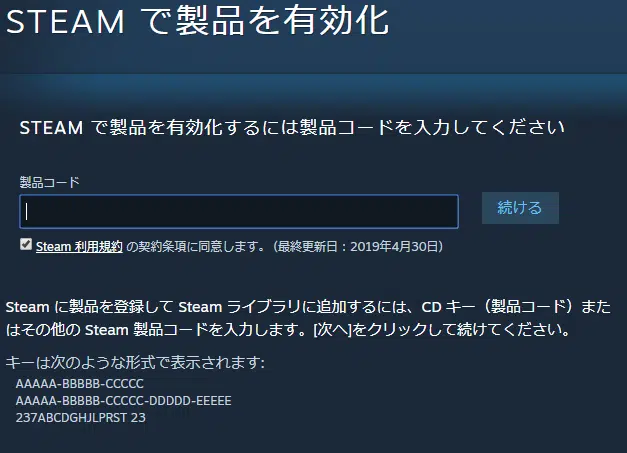 STEAM で製品を有効化
STEAM で製品を有効化するには製品コードを入力してください
製品コード
続ける
Steam 利用規約 の契約条項に同意します。 (最終更新日：2019年4月30日)
Steam に製品を登録して Steam ライブラリに追加するには、CD キー（製品コード）また
はその他の Steam 製品コードを入力します。[次へ]をクリックして続けてください。
キーは次のような形式で表示されます:
AAAAA-BBBBB-CCCCC
AAAAA-BBBBB-CCCCC-DDDDD-EEEEE
237ABCDGHJLPRST 23